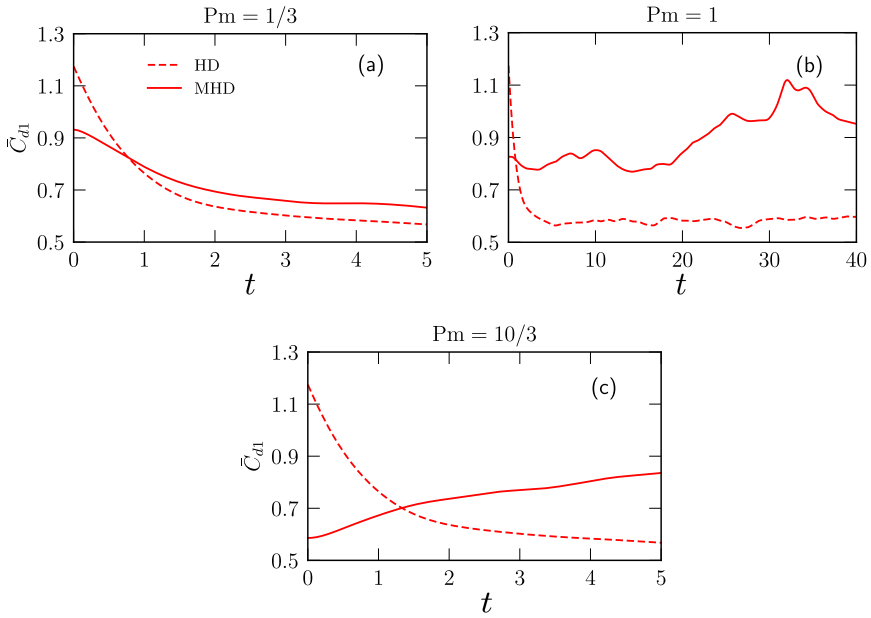 Pm = 1/3
1.3
1.1
0.9
0.7
0.5
C̄_{d1}
HD
MHD
(a)
0 1 2 3 4 5
t
Pm = 1
1.3
1.1
0.9
0.7
0.5
(b)
0 10 20 30 40
t
Pm = 10/3
1.3
1.1
0.9
0.7
0.5
C̄_{d1}
(c)
0 1 2 3 4 5
t